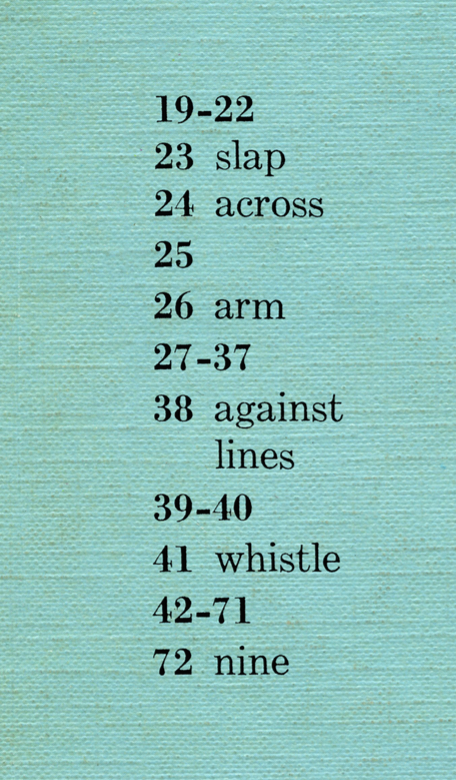 19-22
23 slap
24 across
25
26 arm
27-37
38 against
lines
39-40
41 whistle
42-71
72 nine